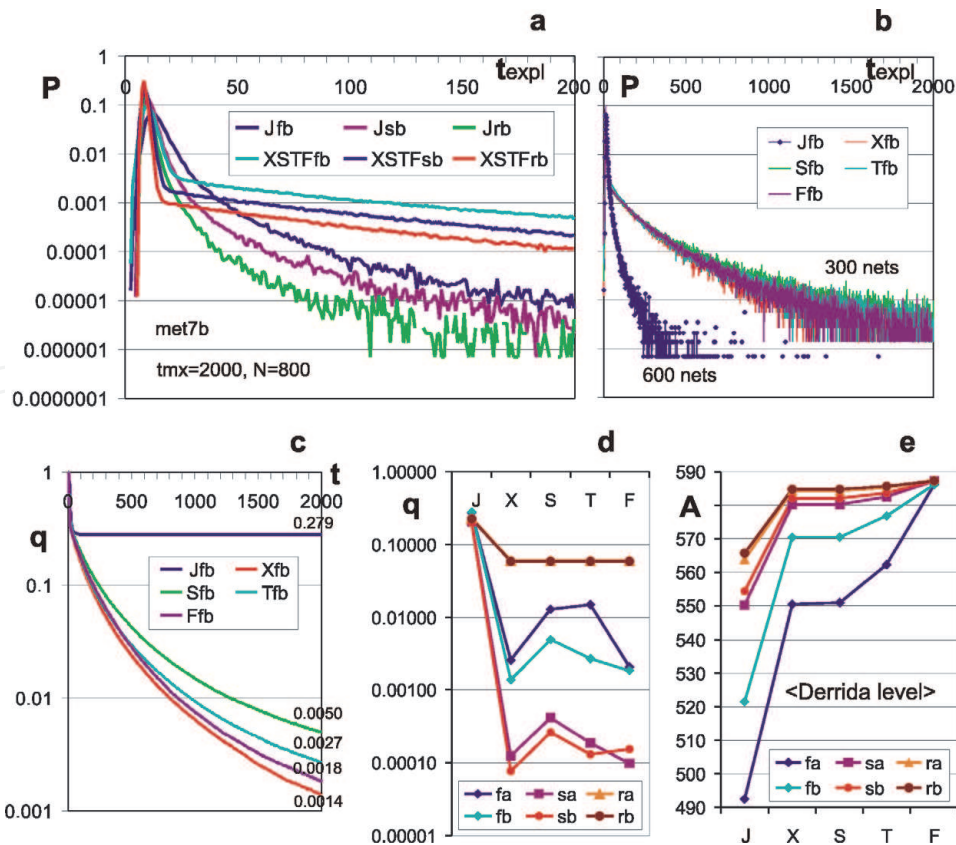 a
b
P
t expl
1
0.1
0.01
0.001
0.0001
0.00001
0.000001
0.0000001
0 50 100 150 200
Jfb Jsb Jrb
XSTFfb XSTFsb XSTFrb
met7b
tmx=2000, N=800
P
t expl
0 500 1000 1500 2000
Jfb Xfb
Sfb Tfb
Ffb
300 nets
600 nets
c
d
e
t
q
1
0.1
0.01
0.001
0 500 1000 1500 2000
0.279
Jfb Xfb
Sfb Tfb
Ffb
0.0050
0.0027
0.0018
0.0014
q
1.00000
0.10000
0.01000
0.00100
0.00010
0.00001
J X S T F
fa sa ra
fb sb rb
A
590
580
570
560
550
540
530
520
510
500
490
<Derrida level>
fa sa ra
fb sb rb
J X S T F